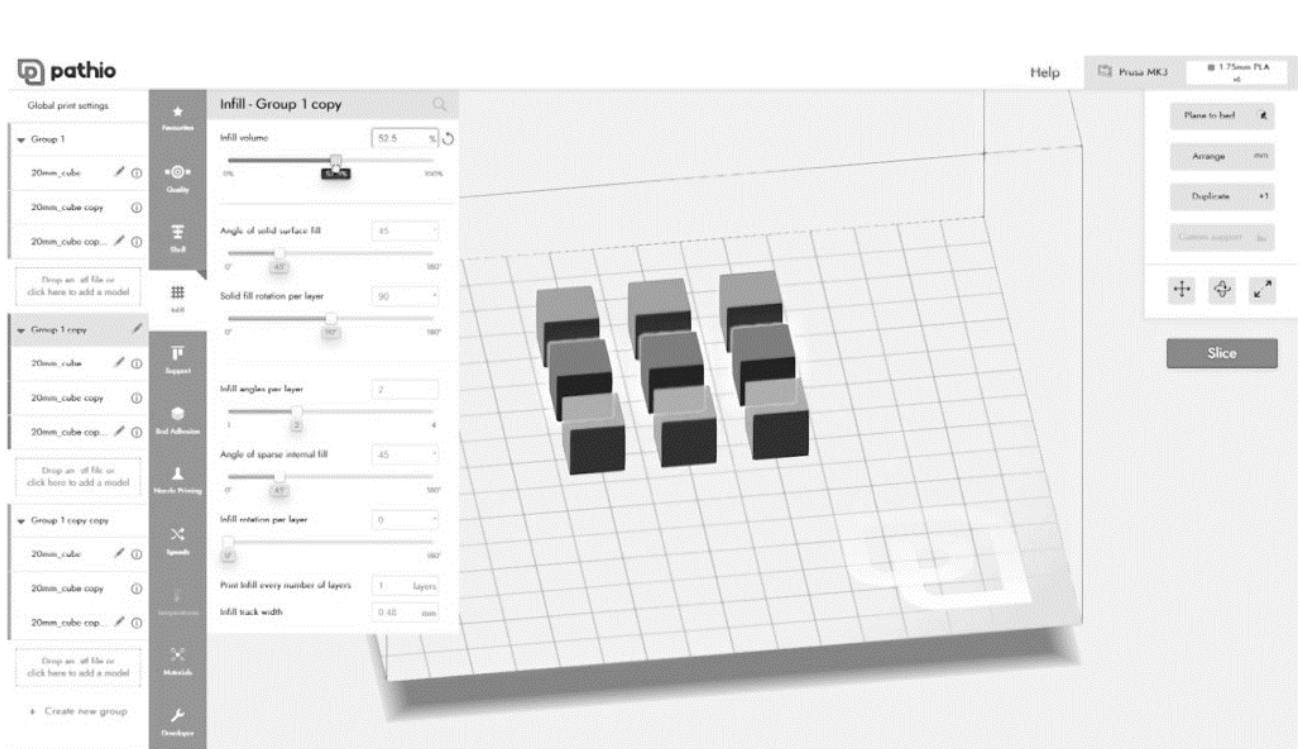 pathio
Help
Prusa MK3
1.75mm PLA
v6
Global print settings
Group 1
20mm_cube
20mm_cube copy
20mm_cube cop...
Drop an .stl file or
click here to add a model
Group 1 copy
20mm_cube
20mm_cube copy
20mm_cube cop...
Drop an .stl file or
click here to add a model
Group 1 copy copy
20mm_cube
20mm_cube copy
20mm_cube cop...
Drop an .stl file or
click here to add a model
+ Create new group
Favourites
Quality
Shell
Infill
Support
Bed Adhesion
Nozzle Priming
Speeds
Temperatures
Materials
Developer
Infill - Group 1 copy
Infill volume 52.5 %
0% 100%
Angle of solid surface fill 45 °
0° 45° 180°
Solid fill rotation per layer 90 °
0° 90° 180°
Infill angles per layer 2
1 2 4
Angle of sparse internal fill 45 °
0° 45° 180°
Infill rotation per layer 0 °
0° 180°
Print Infill every number of layers 1 layers
Infill track width 0.48 mm
Plane to bed
Arrange mm
Duplicate +1
Custom support
Slice